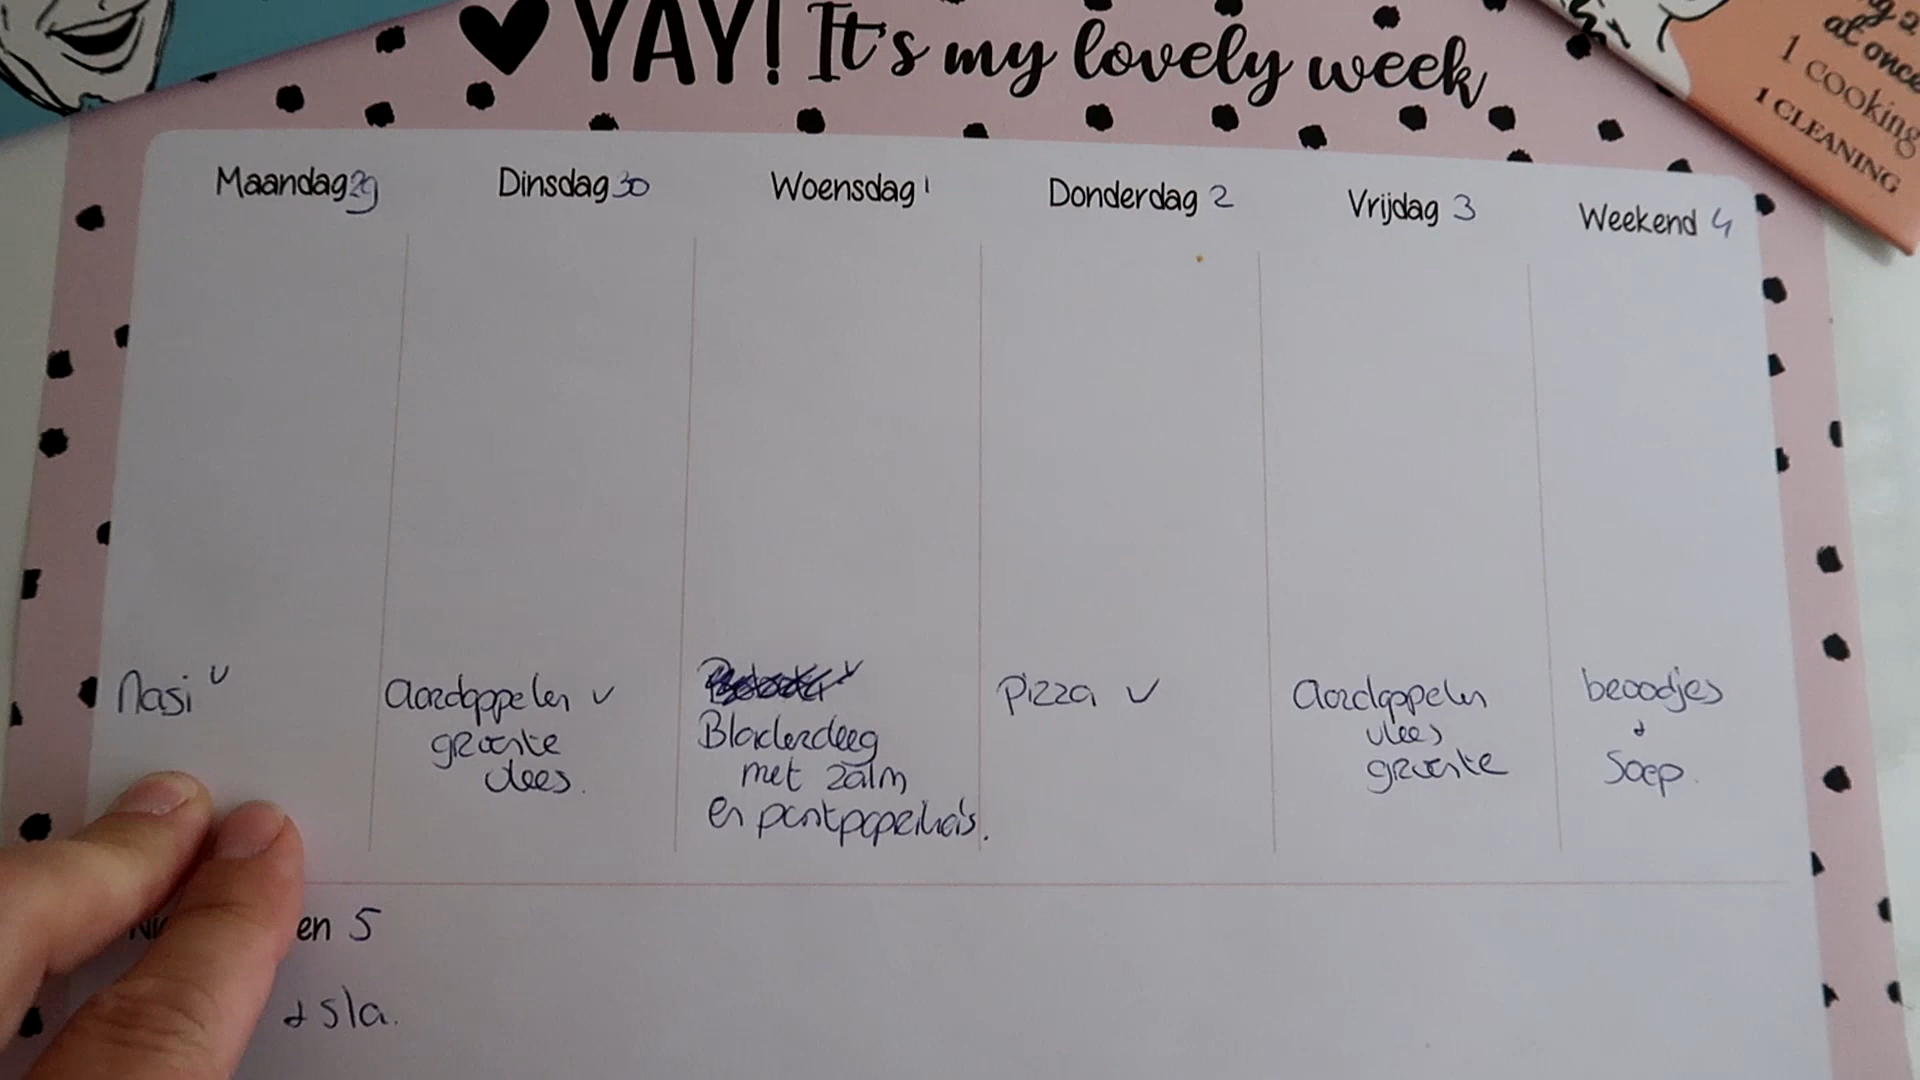 YAY! It's my lovely week
at once
1 cooking
1 CLEANING
Maandag 29
Dinsdag 30
Woensdag 1
Donderdag 2
Vrijdag 3
Weekend 4
Nasi
Aardappelen
groente
vlees.
Bladerdeeg
met zalm
en
Pizza
Aardappelen
vlees
groente
broodjes
&
Soep.
en 5
& sla.